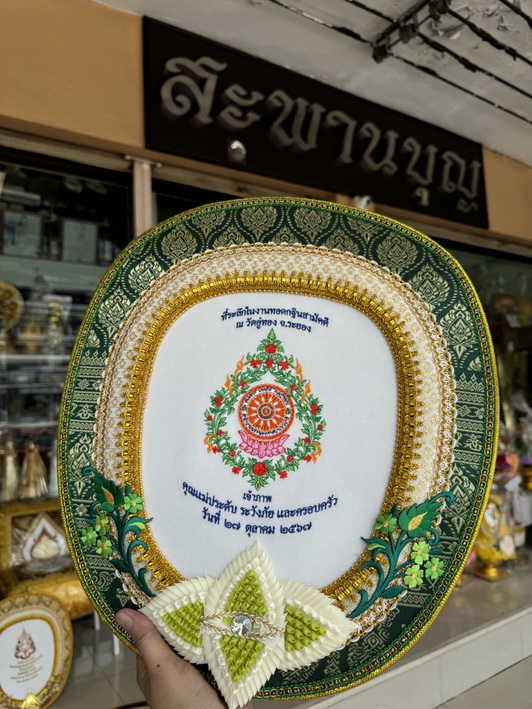 สะพานบุญ
ที่ระลึกในงานทอดกฐินสามัคคี
ณ วัดอู่ทอง จ.ระยอง
เจ้าภาพ
คุณแม่ประดับ ระวังภัย และครอบครัว
วันที่ ๒๗ ตุลาคม ๒๕๖๗